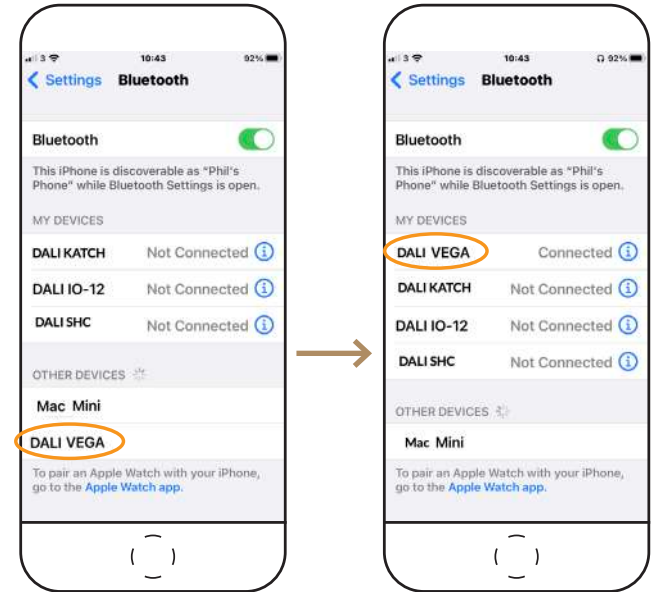 3 10:43 92%
Settings Bluetooth
Bluetooth
This iPhone is discoverable as "Phil's
Phone" while Bluetooth Settings is open.
MY DEVICES
DALI KATCH Not Connected
DALI IO-12 Not Connected
DALI SHC Not Connected
OTHER DEVICES
Mac Mini
DALI VEGA
To pair an Apple Watch with your iPhone,
go to the Apple Watch app.
3 10:43 92%
Settings Bluetooth
Bluetooth
This iPhone is discoverable as "Phil's
Phone" while Bluetooth Settings is open.
MY DEVICES
DALI VEGA Connected
DALI KATCH Not Connected
DALI IO-12 Not Connected
DALI SHC Not Connected
OTHER DEVICES
Mac Mini
To pair an Apple Watch with your iPhone,
go to the Apple Watch app.